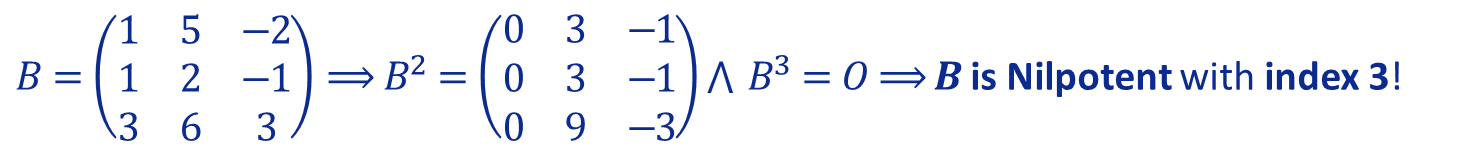 B = (1 5 −2; 1 2 −1; 3 6 3) ⟹ B² = (0 3 −1; 0 3 −1; 0 9 −3) ⋀ B³ = O ⟹ B is Nilpotent with index 3!